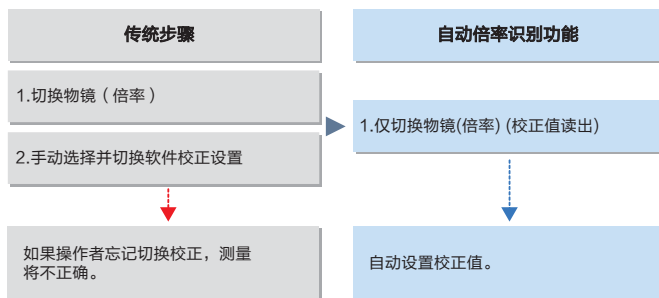 传统步骤
1.切换物镜（倍率）
2.手动选择并切换软件校正设置
如果操作者忘记切换校正，测量
将不正确。
自动倍率识别功能
1.仅切换物镜(倍率) (校正值读出)
自动设置校正值。